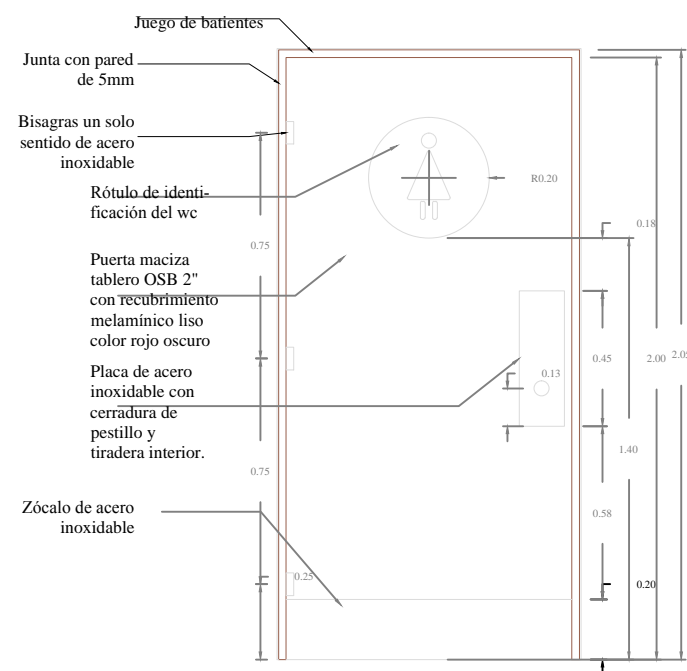 Juego de batientes
Junta con pared
de 5mm
Bisagras un solo
sentido de acero
inoxidable
Rótulo de identi-
ficación del wc
Puerta maciza
tablero OSB 2"
con recubrimiento
melamínico liso
color rojo oscuro
Placa de acero
inoxidable con
cerradura de
pestillo y
tiradera interior.
Zócalo de acero
inoxidable
0.75
0.75
0.25
R0.20
0.18
0.13
0.45
2.00
2.05
1.40
0.58
0.20